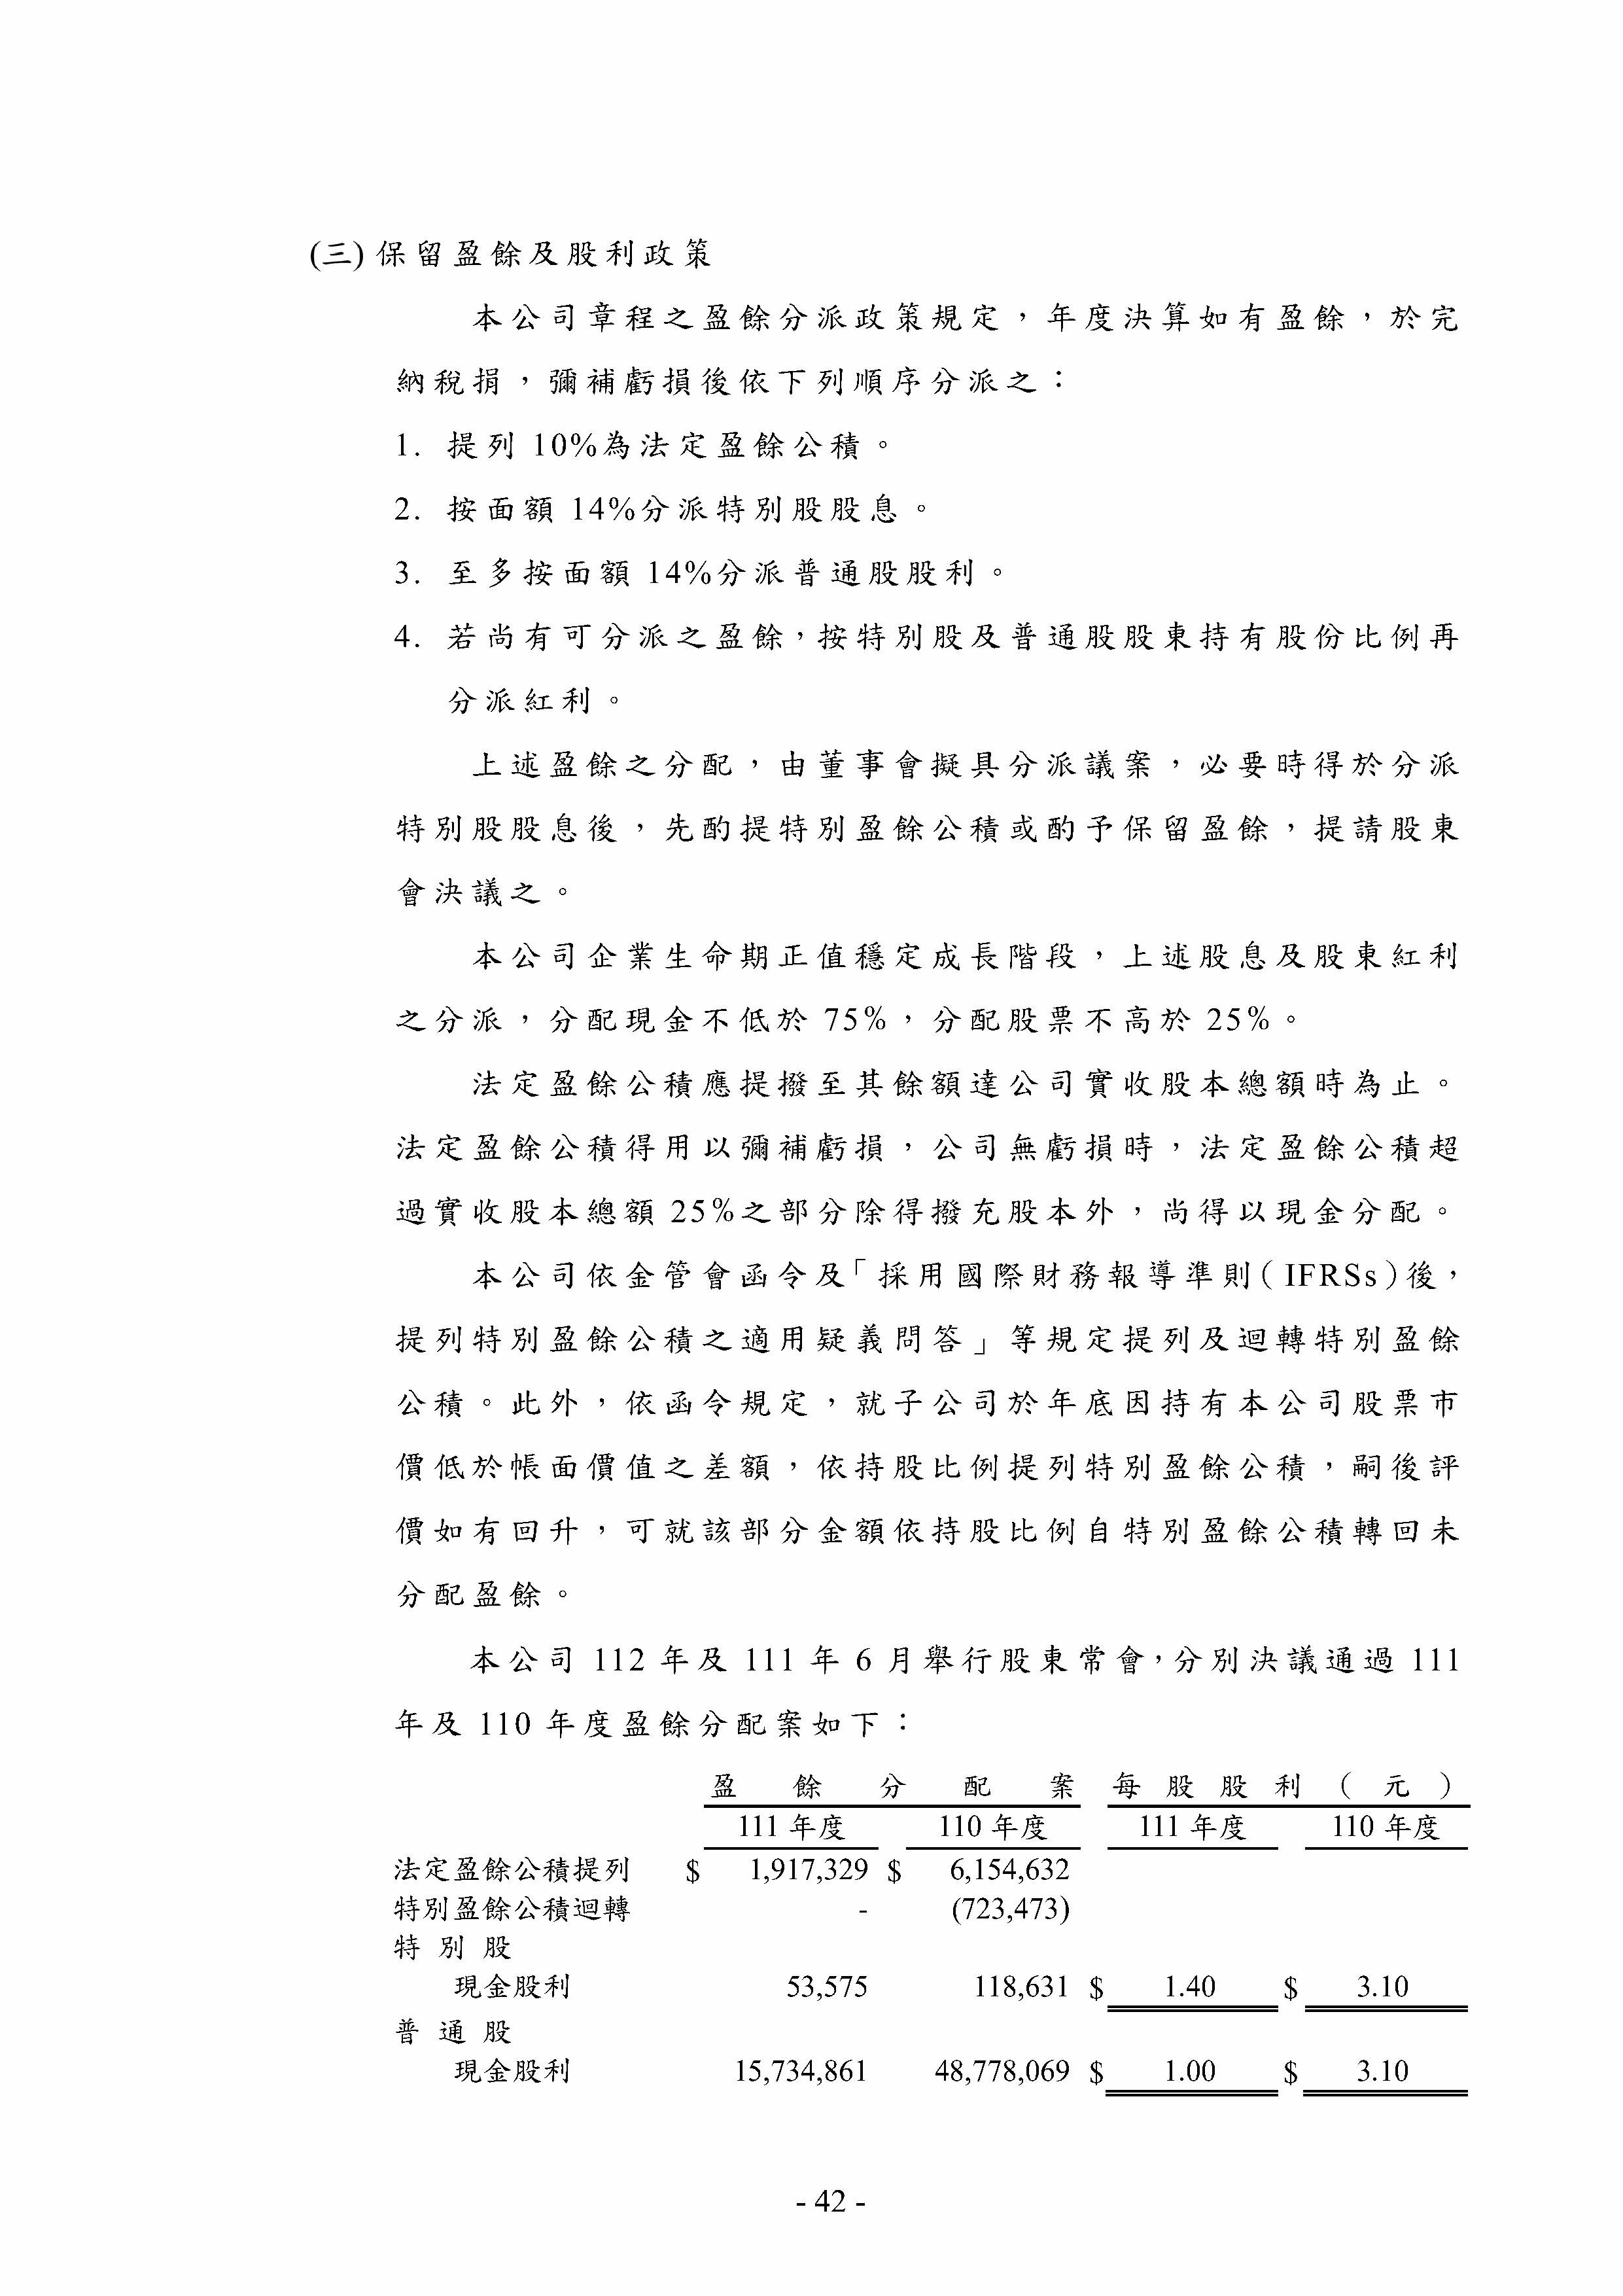 (三) 保留盈餘及股利政策
本公司章程之盈餘分派政策規定，年度決算如有盈餘，於完
納稅捐，彌補虧損後依下列順序分派之：
1. 提列 10%為法定盈餘公積。
2. 按面額 14%分派特別股股息。
3. 至多按面額 14%分派普通股股利。
4. 若尚有可分派之盈餘，按特別股及普通股股東持有股份比例再
分派紅利。
上述盈餘之分配，由董事會擬具分派議案，必要時得於分派
特別股股息後，先酌提特別盈餘公積或酌予保留盈餘，提請股東
會決議之。
本公司企業生命期正值穩定成長階段，上述股息及股東紅利
之分派，分配現金不低於 75%，分配股票不高於 25%。
法定盈餘公積應提撥至其餘額達公司實收股本總額時為止。
法定盈餘公積得用以彌補虧損，公司無虧損時，法定盈餘公積超
過實收股本總額 25%之部分除得撥充股本外，尚得以現金分配。
本公司依金管會函令及「採用國際財務報導準則（IFRSs）後，
提列特別盈餘公積之適用疑義問答」等規定提列及迴轉特別盈餘
公積。此外，依函令規定，就子公司於年底因持有本公司股票市
價低於帳面價值之差額，依持股比例提列特別盈餘公積，嗣後評
價如有回升，可就該部分金額依持股比例自特別盈餘公積轉回未
分配盈餘。
本公司 112 年及 111 年 6 月舉行股東常會，分別決議通過 111
年及 110 年度盈餘分配案如下：
盈餘分配案 每股股利（元）
111 年度 110 年度 111 年度 110 年度
法定盈餘公積提列 $ 1,917,329 $ 6,154,632
特別盈餘公積迴轉 - (723,473)
特別股
現金股利 53,575 118,631 $ 1.40 $ 3.10
普通股
現金股利 15,734,861 48,778,069 $ 1.00 $ 3.10
- 42 -